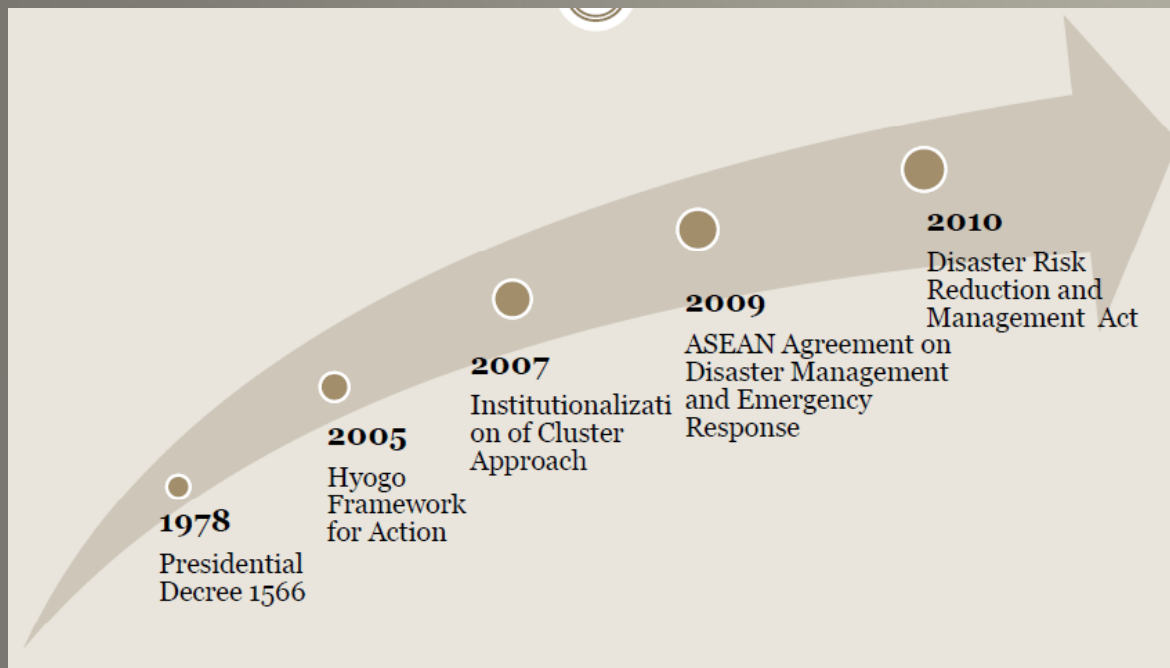 1978
Presidential
Decree 1566
2005
Hyogo
Framework
for Action
2007
Institutionalizati
on of Cluster
Approach
2009
ASEAN Agreement on
Disaster Management
and Emergency
Response
2010
Disaster Risk
Reduction and
Management  Act